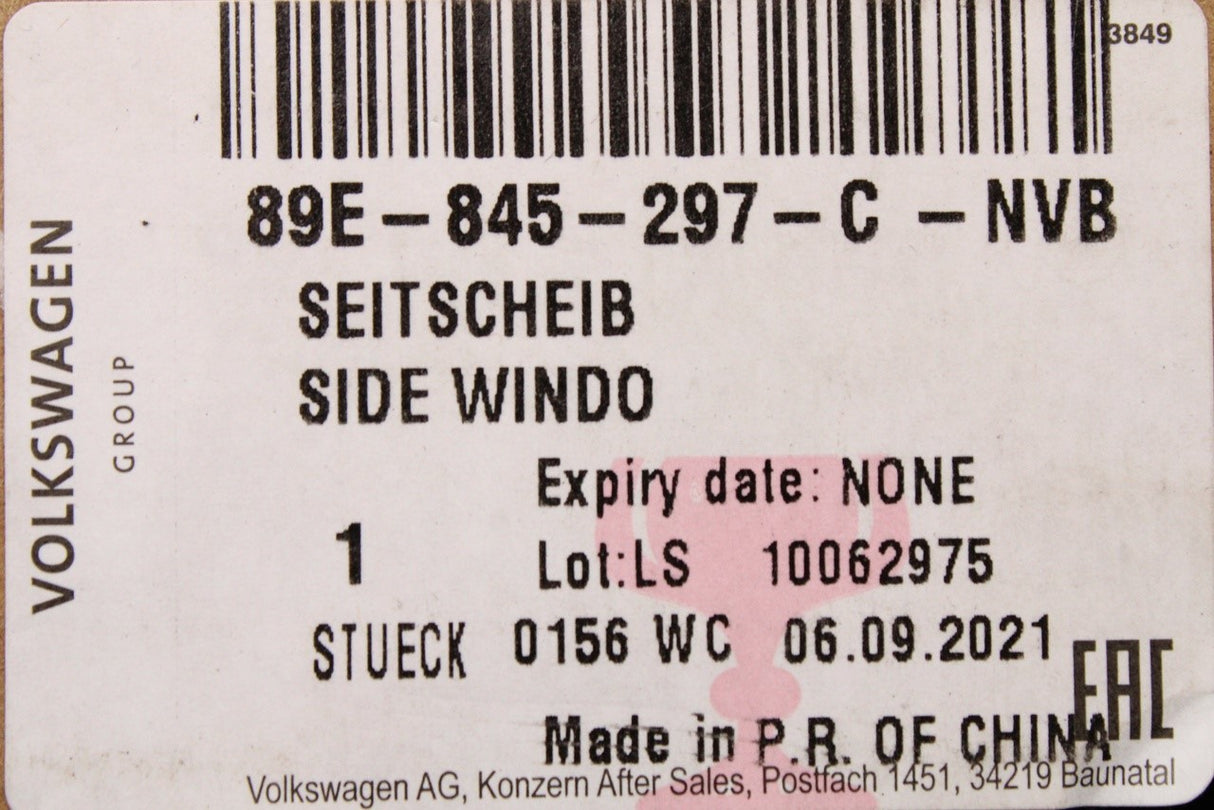 3849
89E-845-297-C -NVB
SEITSCHEIB
SIDE WINDO
Expiry date: NONE
1
Lot:LS 10062975
STUECK 0156 WC 06.09.2021
EAC
Made in P.R. OF CHINA
Volkswagen AG, Konzern After Sales, Postfach 1451, 34219 Baunatal
VOLKSWAGEN
GROUP